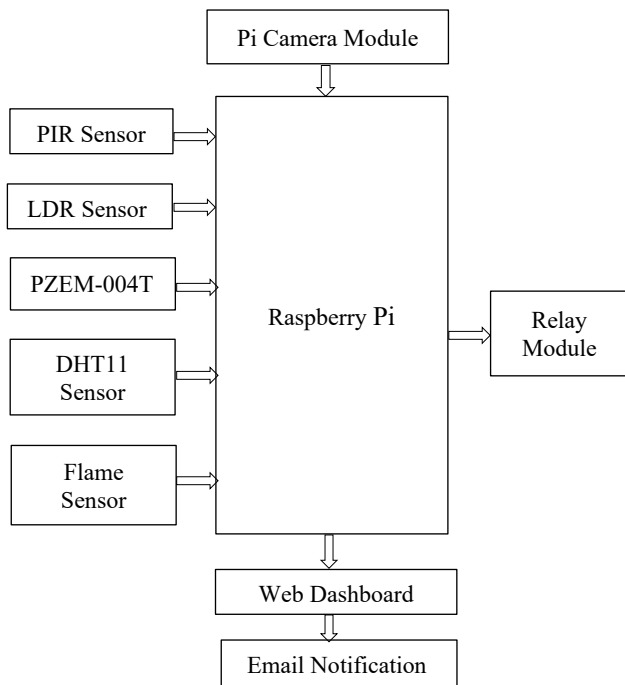 Pi Camera Module
PIR Sensor
LDR Sensor
PZEM-004T
DHT11
Sensor
Flame
Sensor
Raspberry Pi
Relay
Module
Web Dashboard
Email Notification